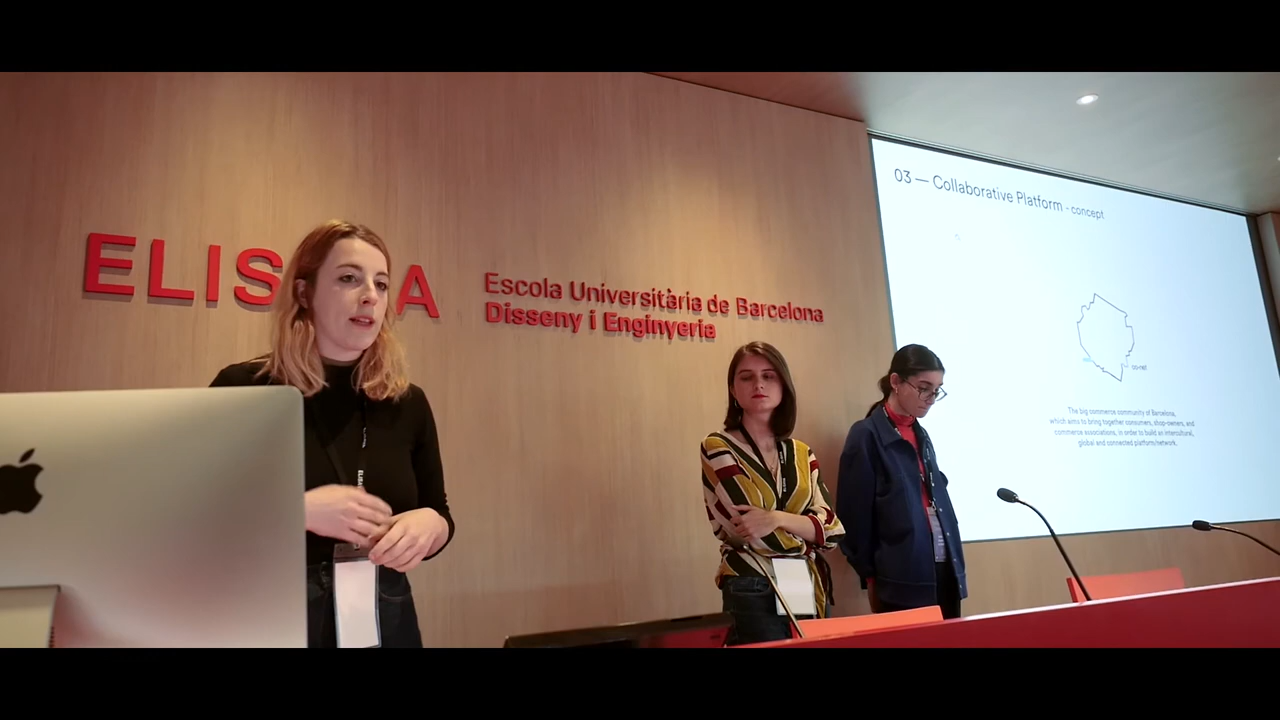 ELIS A
Escola Universitària de Barcelona
Disseny i Enginyeria
03 — Collaborative Platform - concept
co-net
The big commerce community of Barcelona,
which aims to bring together consumers, shop-owners, and
commerce associations, in order to build an intercultural,
global and connected platform/network.